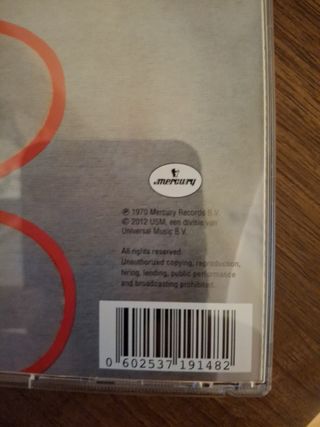 mercury
℗ 1970 Mercury Records B.V.
© 2012 USM, een divisie van
Universal Music B.V.
All rights reserved.
Unauthorized copying, reproduction,
hiring, lending, public performance
and broadcasting prohibited.
0 602537 191482